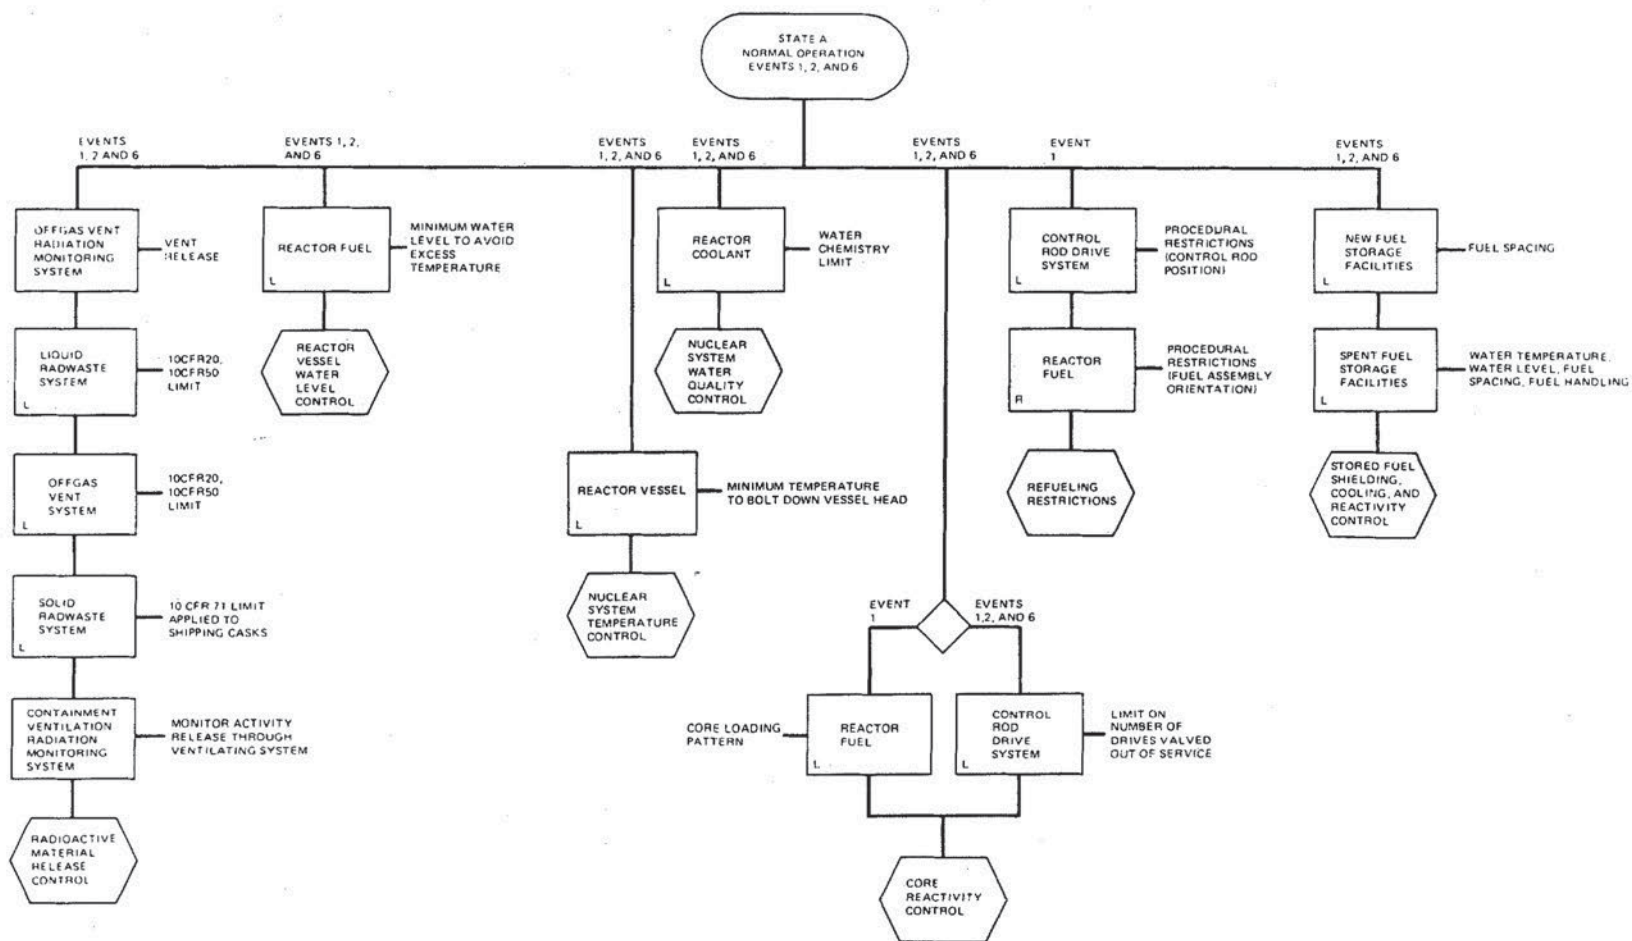 STATE A
NORMAL OPERATION
EVENTS 1, 2, AND 6
EVENTS
1, 2 AND 6
EVENTS 1, 2,
AND 6
EVENTS
1, 2, AND 6
EVENTS
1, 2, AND 6
EVENTS
1, 2, AND 6
EVENT
1
EVENTS
1, 2, AND 6
OFFGAS VENT
RADIATION
MONITORING
SYSTEM
L
VENT
RELEASE
LIQUID
RADWASTE
SYSTEM
L
10CFR20,
10CFR50
LIMIT
OFFGAS
VENT
SYSTEM
L
10CFR20,
10CFR50
LIMIT
SOLID
RADWASTE
SYSTEM
L
10 CFR 71 LIMIT
APPLIED TO
SHIPPING CASKS
CONTAINMENT
VENTILATION
RADIATION
MONITORING
SYSTEM
L
MONITOR ACTIVITY
RELEASE THROUGH
VENTILATING SYSTEM
RADIOACTIVE
MATERIAL
RELEASE
CONTROL
REACTOR FUEL
L
MINIMUM WATER
LEVEL TO AVOID
EXCESS
TEMPERATURE
REACTOR
VESSEL
WATER
LEVEL
CONTROL
REACTOR VESSEL
L
MINIMUM TEMPERATURE
TO BOLT DOWN VESSEL HEAD
NUCLEAR
SYSTEM
TEMPERATURE
CONTROL
REACTOR
COOLANT
L
WATER
CHEMISTRY
LIMIT
NUCLEAR
SYSTEM
WATER
QUALITY
CONTROL
EVENT
1
EVENTS
1,2, AND 6
CORE LOADING
PATTERN
REACTOR
FUEL
L
CONTROL
ROD
DRIVE
SYSTEM
L
LIMIT ON
NUMBER OF
DRIVES VALVED
OUT OF SERVICE
CORE
REACTIVITY
CONTROL
CONTROL
ROD DRIVE
SYSTEM
L
PROCEDURAL
RESTRICTIONS
(CONTROL ROD
POSITION)
REACTOR
FUEL
R
PROCEDURAL
RESTRICTIONS
(FUEL ASSEMBLY
ORIENTATION)
REFUELING
RESTRICTIONS
NEW FUEL
STORAGE
FACILITIES
L
FUEL SPACING
SPENT FUEL
STORAGE
FACILITIES
L
WATER TEMPERATURE,
WATER LEVEL, FUEL
SPACING, FUEL HANDLING
STORED FUEL
SHIELDING,
COOLING, AND
REACTIVITY
CONTROL